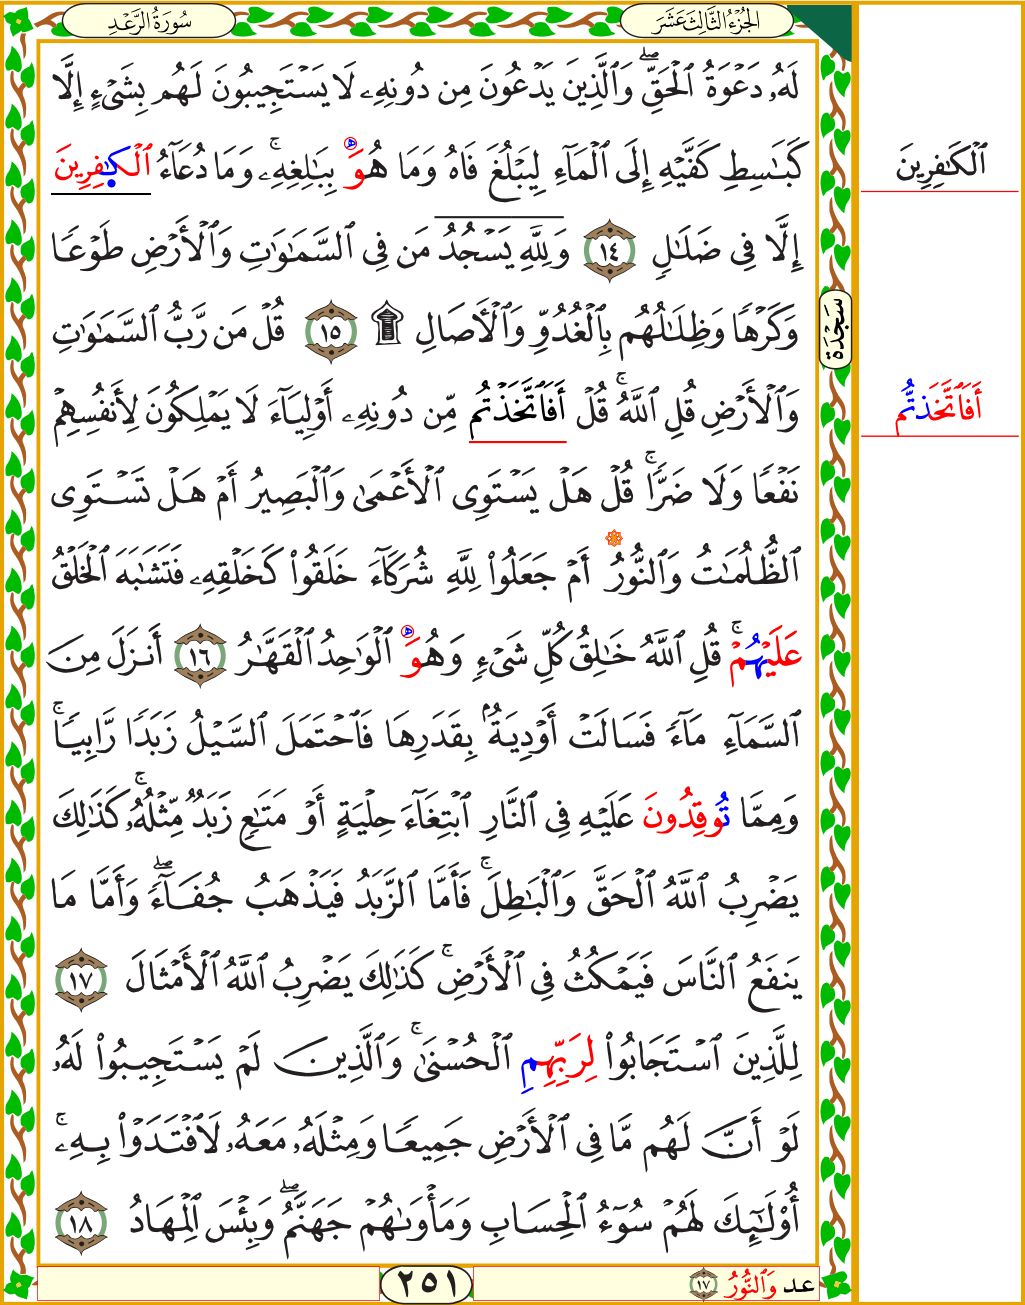 الجُزْءُ الثَّالِثَ عَشَرَ
سُورَةُ الرَّعْدِ
لَهُۥ دَعْوَةُ ٱلْحَقِّۖ وَٱلَّذِينَ يَدْعُونَ مِن دُونِهِۦ لَا يَسْتَجِيبُونَ لَهُم بِشَىْءٍ إِلَّا
كَبَـٰسِطِ كَفَّيْهِ إِلَى ٱلْمَآءِ لِيَبْلُغَ فَاهُ وَمَا هُوَ بِبَـٰلِغِهِۦۚ وَمَا دُعَآءُ ٱلْكَـٰفِرِينَ
إِلَّا فِى ضَلَـٰلٍ ١٤ وَلِلَّهِ يَسْجُدُ مَن فِى ٱلسَّمَـٰوَٰتِ وَٱلْأَرْضِ طَوْعًا
وَكَرْهًا وَظِلَـٰلُهُم بِٱلْغُدُوِّ وَٱلْأَصَالِ ۩ ١٥ قُلْ مَن رَّبُّ ٱلسَّمَـٰوَٰتِ
وَٱلْأَرْضِ قُلِ ٱللَّهُۚ قُلْ أَفَٱتَّخَذتُّم مِّن دُونِهِۦٓ أَوْلِيَآءَ لَا يَمْلِكُونَ لِأَنفُسِهِمْ
نَفْعًا وَلَا ضَرًّاۚ قُلْ هَلْ يَسْتَوِى ٱلْأَعْمَىٰ وَٱلْبَصِيرُ أَمْ هَلْ تَسْتَوِى
ٱلظُّلُمَـٰتُ وَٱلنُّورُ أَمْ جَعَلُوا۟ لِلَّهِ شُرَكَآءَ خَلَقُوا۟ كَخَلْقِهِۦ فَتَشَـٰبَهَ ٱلْخَلْقُ
عَلَيْهِمْۚ قُلِ ٱللَّهُ خَـٰلِقُ كُلِّ شَىْءٍ وَهُوَ ٱلْوَٰحِدُ ٱلْقَهَّـٰرُ ١٦ أَنزَلَ مِنَ
ٱلسَّمَآءِ مَآءً فَسَالَتْ أَوْدِيَةٌۢ بِقَدَرِهَا فَٱحْتَمَلَ ٱلسَّيْلُ زَبَدًا رَّابِيًاۚ
وَمِمَّا تُوقِدُونَ عَلَيْهِ فِى ٱلنَّارِ ٱبْتِغَآءَ حِلْيَةٍ أَوْ مَتَـٰعٍ زَبَدٌ مِّثْلُهُۥۚ كَذَٰلِكَ
يَضْرِبُ ٱللَّهُ ٱلْحَقَّ وَٱلْبَـٰطِلَۚ فَأَمَّا ٱلزَّبَدُ فَيَذْهَبُ جُفَآءًۖ وَأَمَّا مَا
يَنفَعُ ٱلنَّاسَ فَيَمْكُثُ فِى ٱلْأَرْضِۚ كَذَٰلِكَ يَضْرِبُ ٱللَّهُ ٱلْأَمْثَالَ ١٧
لِلَّذِينَ ٱسْتَجَابُوا۟ لِرَبِّهِمِ ٱلْحُسْنَىٰۚ وَٱلَّذِينَ لَمْ يَسْتَجِيبُوا۟ لَهُۥ
لَوْ أَنَّ لَهُم مَّا فِى ٱلْأَرْضِ جَمِيعًا وَمِثْلَهُۥ مَعَهُۥ لَٱفْتَدَوْا۟ بِهِۦٓۚ
أُو۟لَـٰٓئِكَ لَهُمْ سُوٓءُ ٱلْحِسَابِ وَمَأْوَىٰهُمْ جَهَنَّمُۖ وَبِئْسَ ٱلْمِهَادُ ١٨
ٱلْكَـٰفِرِينَ
سَجْدَة
أَفَٱتَّخَذتُّم
عد وَٱلنُّورُ ١٧
٢٥١